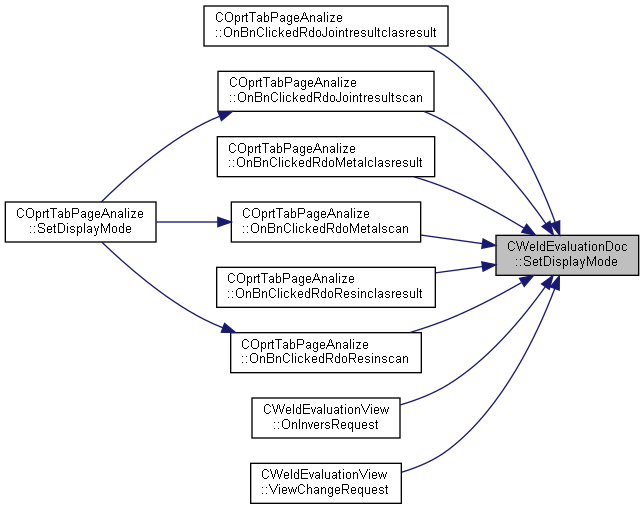 COprtTabPageAnalize
::OnBnClickedRdoJointresultclasresult
COprtTabPageAnalize
::OnBnClickedRdoJointresultscan
COprtTabPageAnalize
::OnBnClickedRdoMetalclasresult
COprtTabPageAnalize
::SetDisplayMode
COprtTabPageAnalize
::OnBnClickedRdoMetalscan
CWeldEvaluationDoc
::SetDisplayMode
COprtTabPageAnalize
::OnBnClickedRdoResinclasresult
COprtTabPageAnalize
::OnBnClickedRdoResinscan
CWeldEvaluationView
::OnInversRequest
CWeldEvaluationView
::ViewChangeRequest